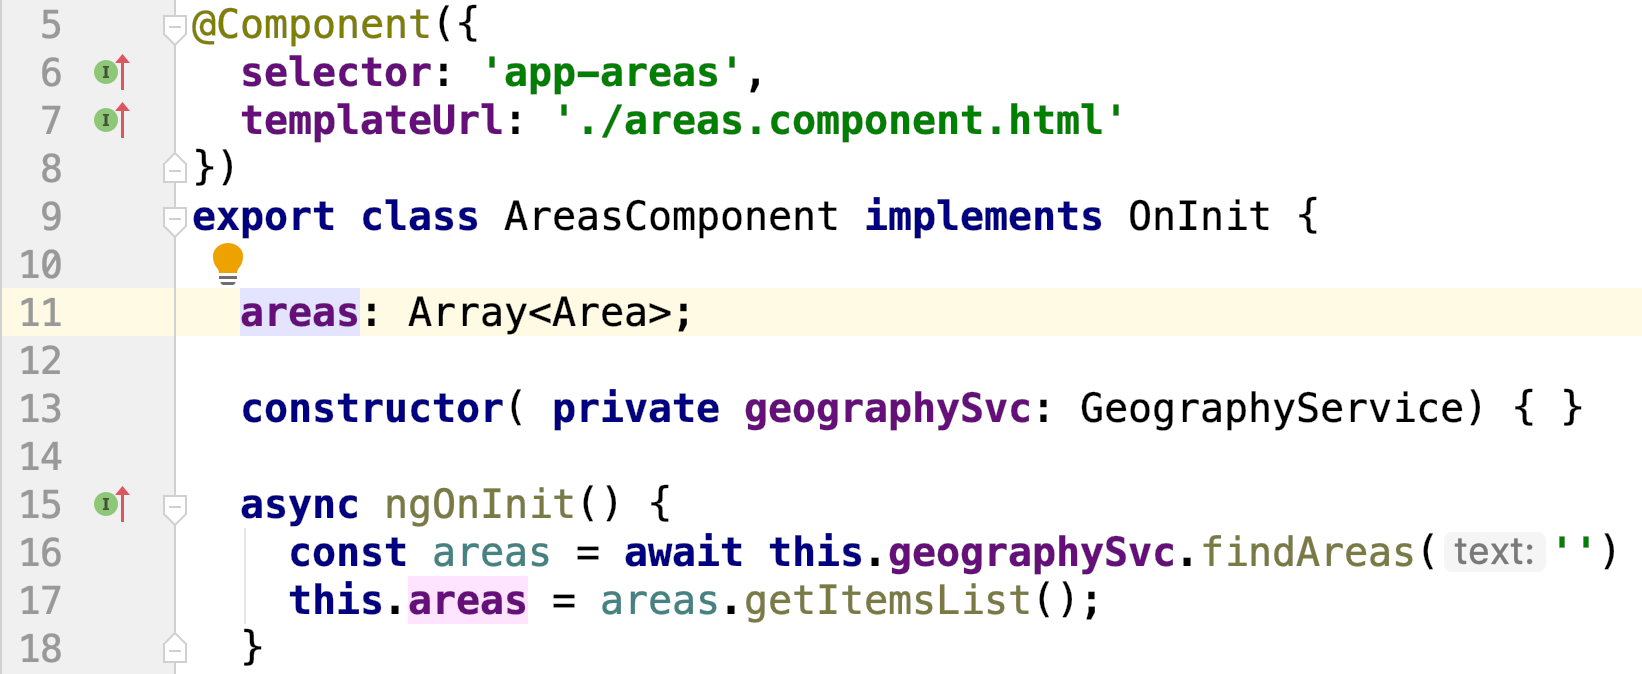 5 @Component({
6 selector: 'app-areas',
7 templateUrl: './areas.component.html'
8 })
9 export class AreasComponent implements OnInit {
10
11 areas: Array<Area>;
12
13 constructor( private geographySvc: GeographyService) { }
14
15 async ngOnInit() {
16 const areas = await this.geographySvc.findAreas( text: '')
17 this.areas = areas.getItemsList();
18 }